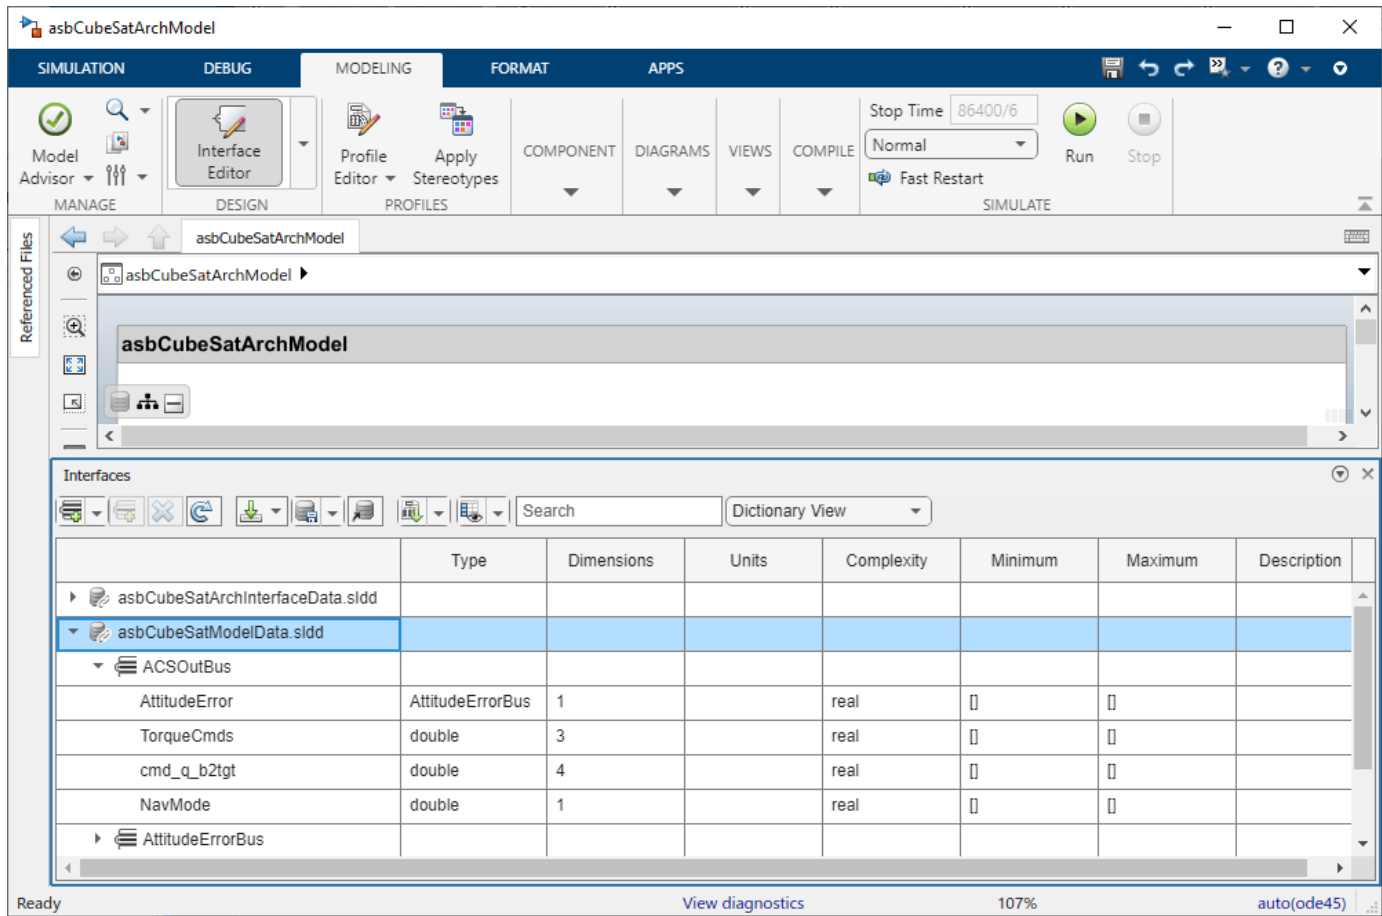 asbCubeSatArchModel
SIMULATION DEBUG MODELING FORMAT APPS
Model Advisor
Interface Editor
Profile Editor
Apply Stereotypes
COMPONENT DIAGRAMS VIEWS COMPILE
Stop Time 86400/6
Normal
Fast Restart
Run Stop
MANAGE DESIGN PROFILES SIMULATE
Referenced Files
asbCubeSatArchModel
asbCubeSatArchModel
asbCubeSatArchModel
Interfaces
Search Dictionary View
Type Dimensions Units Complexity Minimum Maximum Description
asbCubeSatArchInterfaceData.sldd
asbCubeSatModelData.sldd
ACSOutBus
AttitudeError AttitudeErrorBus 1 real [] []
TorqueCmds double 3 real [] []
cmd_q_b2tgt double 4 real [] []
NavMode double 1 real [] []
AttitudeErrorBus
Ready View diagnostics 107% auto(ode45)